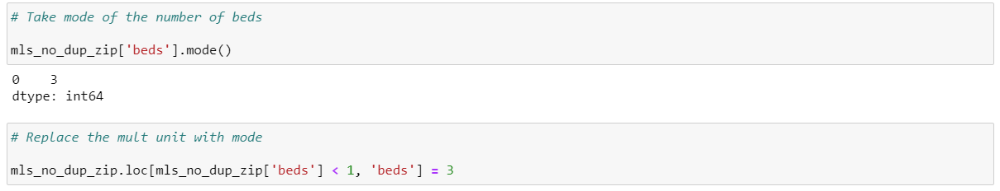 # Take mode of the number of beds
mls_no_dup_zip['beds'].mode()
0    3
dtype: int64
# Replace the mult unit with mode
mls_no_dup_zip.loc[mls_no_dup_zip['beds'] < 1, 'beds'] = 3